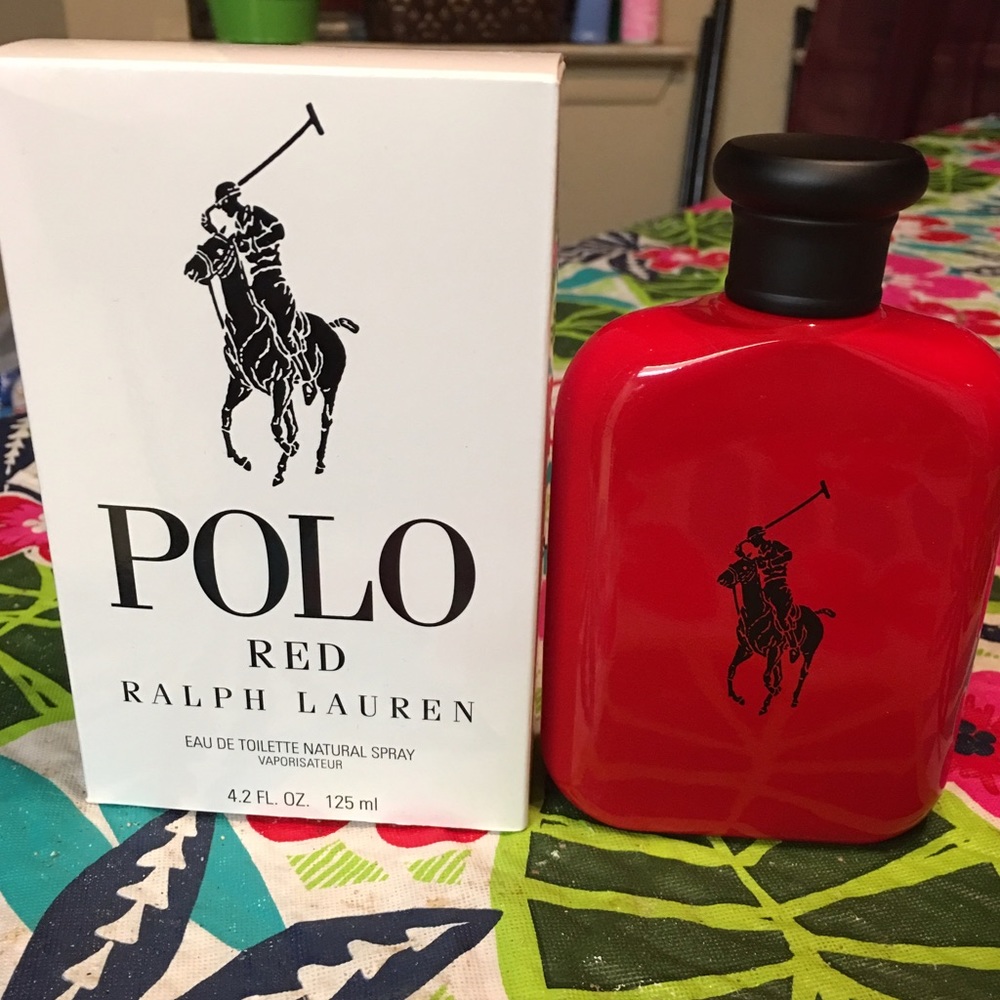 POLO
RED
RALPH LAUREN
EAU DE TOILETTE NATURAL SPRAY
VAPORISATEUR
4.2 FL. OZ. 125 ml